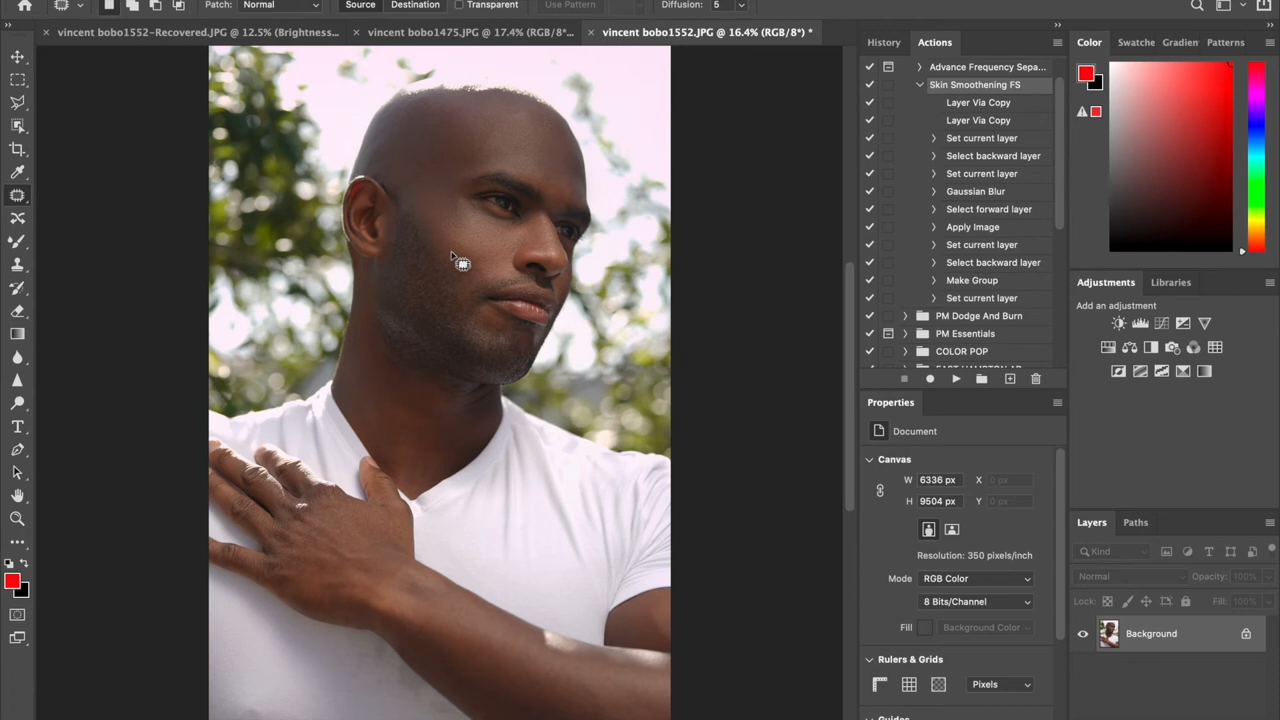 Patch: Normal Source Destination Transparent Use Pattern Diffusion: 5
vincent bobo1552-Recovered.JPG @ 12.5% (Brightness...
vincent bobo1475.JPG @ 17.4% (RGB/8*...
vincent bobo1552.JPG @ 16.4% (RGB/8*) *
History Actions
Advance Frequency Sepa...
Skin Smoothening FS
Layer Via Copy
Layer Via Copy
Set current layer
Select backward layer
Set current layer
Gaussian Blur
Select forward layer
Apply Image
Set current layer
Select backward layer
Make Group
Set current layer
PM Dodge And Burn
PM Essentials
COLOR POP
Properties
Document
Canvas
W 6336 px X 0 px
H 9504 px Y 0 px
Resolution: 350 pixels/inch
Mode RGB Color
8 Bits/Channel
Fill Background Color
Rulers & Grids
Pixels
Guides
Color Swatche Gradien Patterns
Adjustments Libraries
Add an adjustment
Layers Paths
Kind
Normal Opacity: 100%
Lock: Fill: 100%
Background